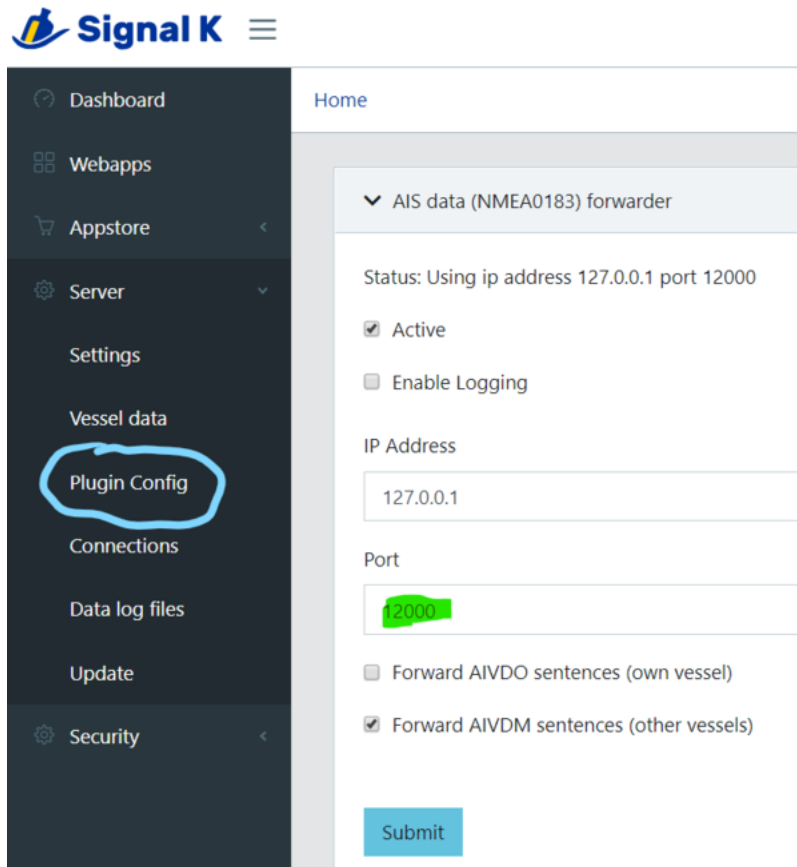 Signal K
Dashboard
Home
Webapps
AIS data (NMEA0183) forwarder
Appstore
Status: Using ip address 127.0.0.1 port 12000
Server
Active
Settings
Enable Logging
Vessel data
IP Address
Plugin Config
127.0.0.1
Connections
Port
Data log files
12000
Update
Forward AIVDO sentences (own vessel)
Security
Forward AIVDM sentences (other vessels)
Submit